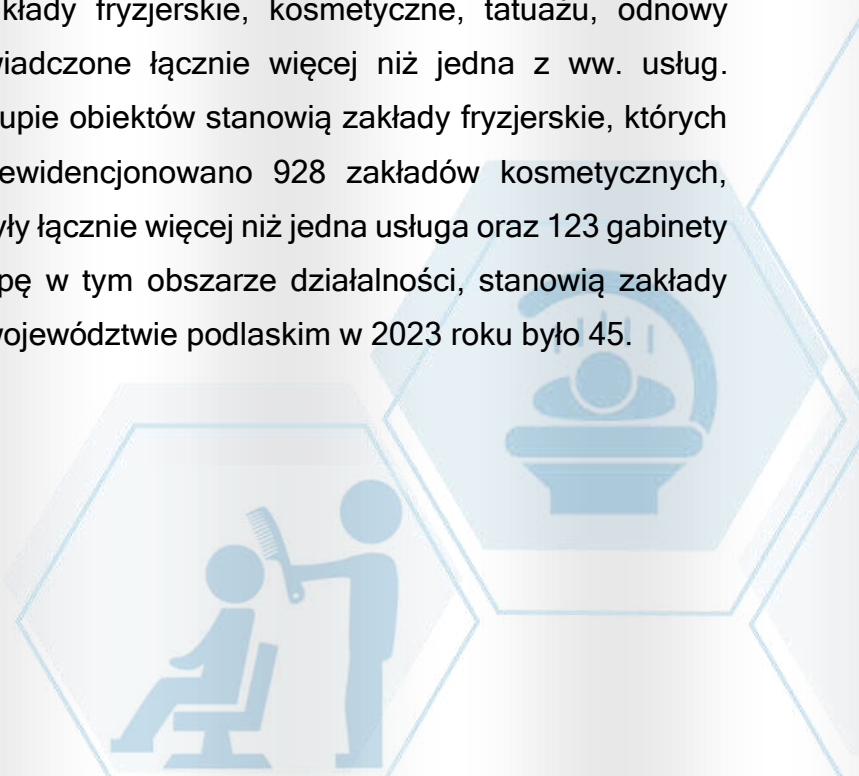 kłady fryzjerskie, kosmetyczne, tatuażu, odnowy
wiadczone łącznie więcej niż jedna z ww. usług.
upie obiektów stanowią zakłady fryzjerskie, których
ewidencjonowano 928 zakładów kosmetycznych,
yły łącznie więcej niż jedna usługa oraz 123 gabinety
pę w tym obszarze działalności, stanowią zakłady
województwie podlaskim w 2023 roku było 45.